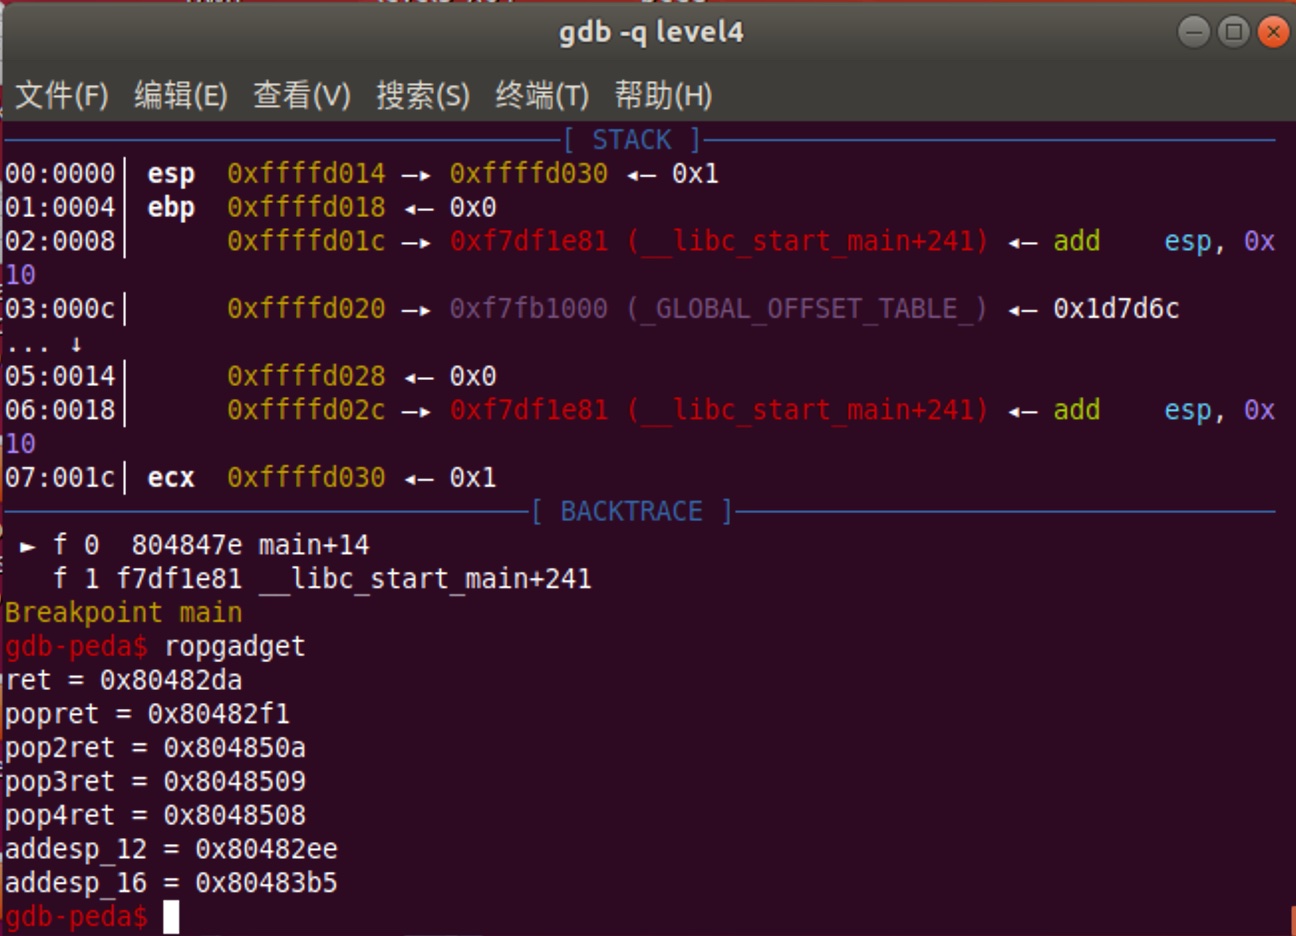 gdb -q level4
文件(F) 编辑(E) 查看(V) 搜索(S) 终端(T) 帮助(H)
[ STACK ]
00:0000│ esp 0xffffd014 —▸ 0xffffd030 ◂— 0x1
01:0004│ ebp 0xffffd018 ◂— 0x0
02:0008│ 0xffffd01c —▸ 0xf7df1e81 (__libc_start_main+241) ◂— add esp, 0x
10
03:000c│ 0xffffd020 —▸ 0xf7fb1000 (_GLOBAL_OFFSET_TABLE_) ◂— 0x1d7d6c
... ↓
05:0014│ 0xffffd028 ◂— 0x0
06:0018│ 0xffffd02c —▸ 0xf7df1e81 (__libc_start_main+241) ◂— add esp, 0x
10
07:001c│ ecx 0xffffd030 ◂— 0x1
[ BACKTRACE ]
► f 0 804847e main+14
f 1 f7df1e81 __libc_start_main+241
Breakpoint main
gdb-peda$ ropgadget
ret = 0x80482da
popret = 0x80482f1
pop2ret = 0x804850a
pop3ret = 0x8048509
pop4ret = 0x8048508
addesp_12 = 0x80482ee
addesp_16 = 0x80483b5
gdb-peda$